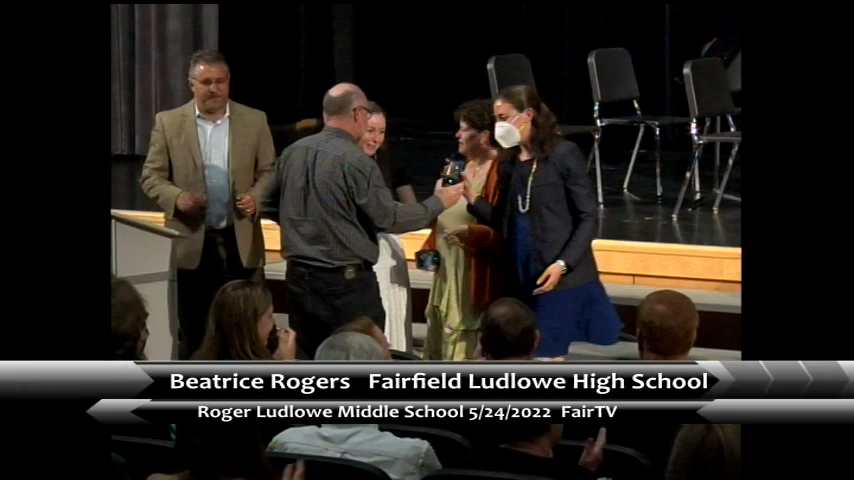 Beatrice Rogers Fairfield Ludlowe High School
Roger Ludlowe Middle School 5/24/2022 FairTV